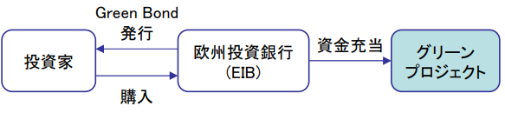 Green Bond
発行
投資家
購入
欧州投資銀行
(EIB)
資金充当
グリーン
プロジェクト